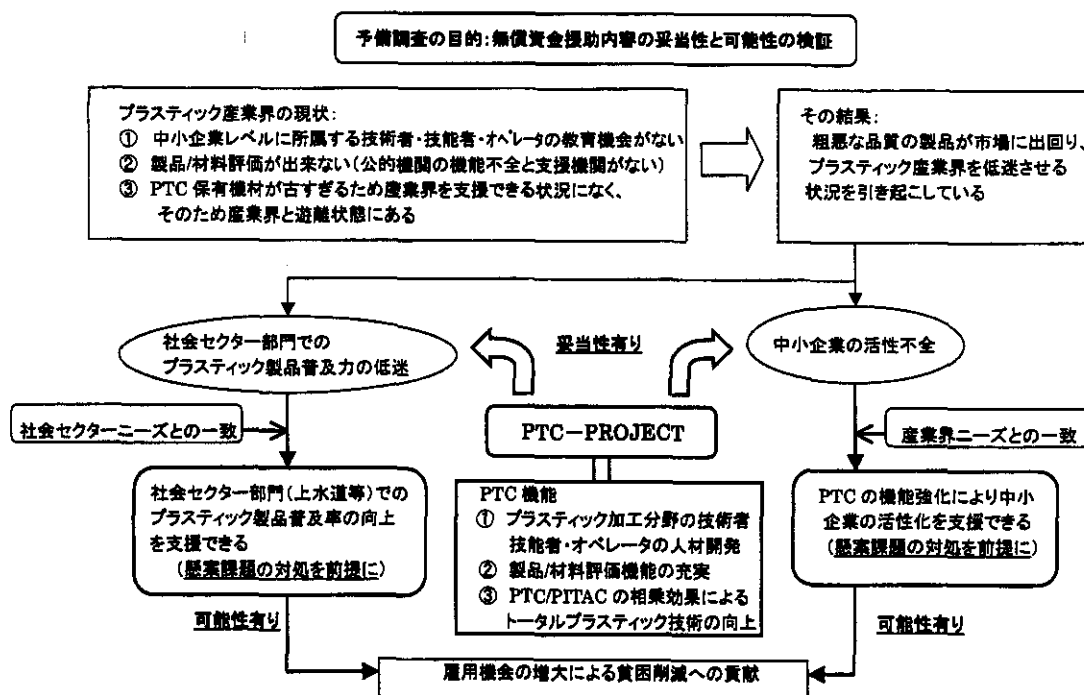 予備調査の目的：無償資金援助内容の妥当性と可能性の検証
プラスティック産業界の現状：
① 中小企業レベルに所属する技術者・技能者・オペレータの教育機会がない
② 製品/材料評価が出来ない（公的機関の機能不全と支援機関がない）
③ PTC 保有機材が古すぎるため産業界を支援できる状況になく、
そのため産業界と遊離状態にある
その結果：
粗悪な品質の製品が市場に出回り、
プラスティック産業界を低迷させる
状況を引き起こしている
社会セクター部門での
プラスティック製品普及力の低迷
妥当性有り
中小企業の活性不全
社会セクターニーズとの一致
PTC－PROJECT
産業界ニーズとの一致
社会セクター部門（上水道等）での
プラスティック製品普及率の向上
を支援できる
（懸案課題の対処を前提に）
PTC 機能
① プラスティック加工分野の技術者
技能者・オペレータの人材開発
② 製品/材料評価機能の充実
③ PTC/PITAC の相乗効果による
トータルプラスティック技術の向上
PTC の機能強化により中小
企業の活性化を支援できる
（懸案課題の対処を前提に）
可能性有り
可能性有り
雇用機会の増大による貧困削減への貢献